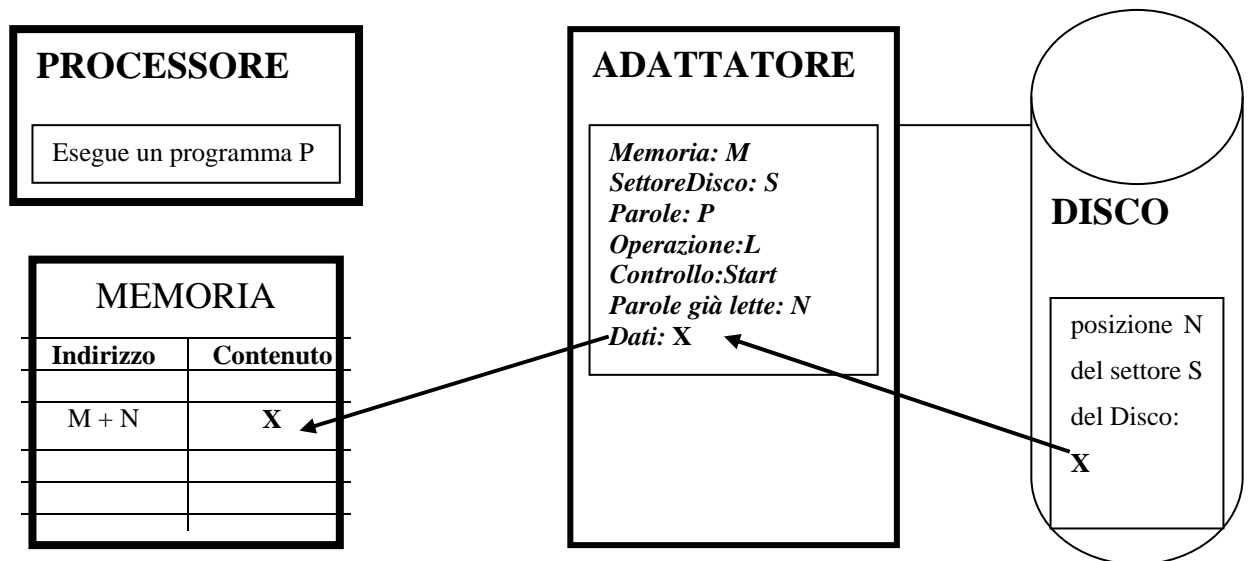 PROCESSORE
Esegue un programma P
MEMORIA
Indirizzo Contenuto
M + N X
ADATTATORE
Memoria: M
SettoreDisco: S
Parole: P
Operazione:L
Controllo:Start
Parole già lette: N
Dati: X
DISCO
posizione N
del settore S
del Disco:
X